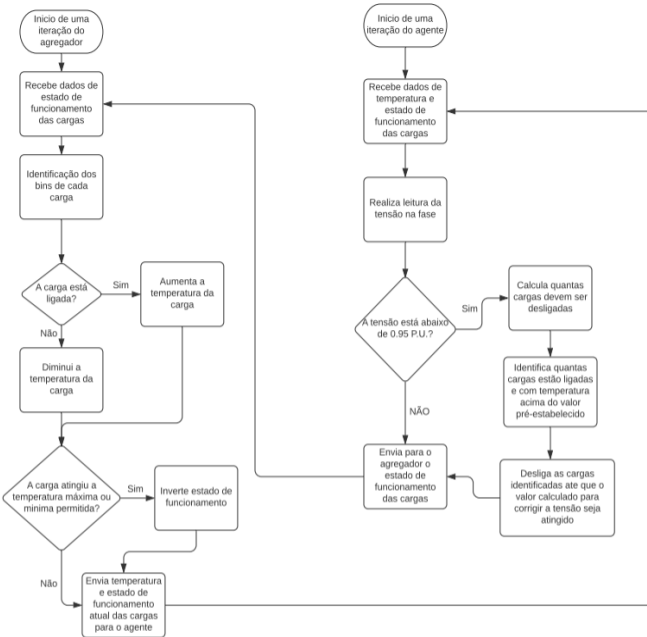 Inicio de uma
iteração do
agregador
Recebe dados de
estado de
funcionamento
das cargas
Identificação dos
bins de cada
carga
A carga está
ligada?
Sim
Aumenta a
temperatura da
carga
Não
Diminui a
temperatura da
carga
A carga atingiu a
temperatura máxima ou
minima permitida?
Sim
Inverte estado de
funcionamento
Não
Envia temperatura
e estado de
funcionamento
atual das cargas
para o agente
Inicio de uma
iteração do agente
Recebe dados de
temperatura e
estado de
funcionamento
das cargas
Realiza leitura da
tensão na fase
A tensão está abaixo
de 0.95 P.U.?
Sim
Calcula quantas
cargas devem ser
desligadas
Identifica quantas
cargas estão ligadas
e com temperatura
acima do valor
pré-estabelecido
Desliga as cargas
identificadas ate que o
valor calculado para
corrigir a tensão seja
atingido
NÃO
Envia para o
agregador o
estado de
funcionamento
das cargas